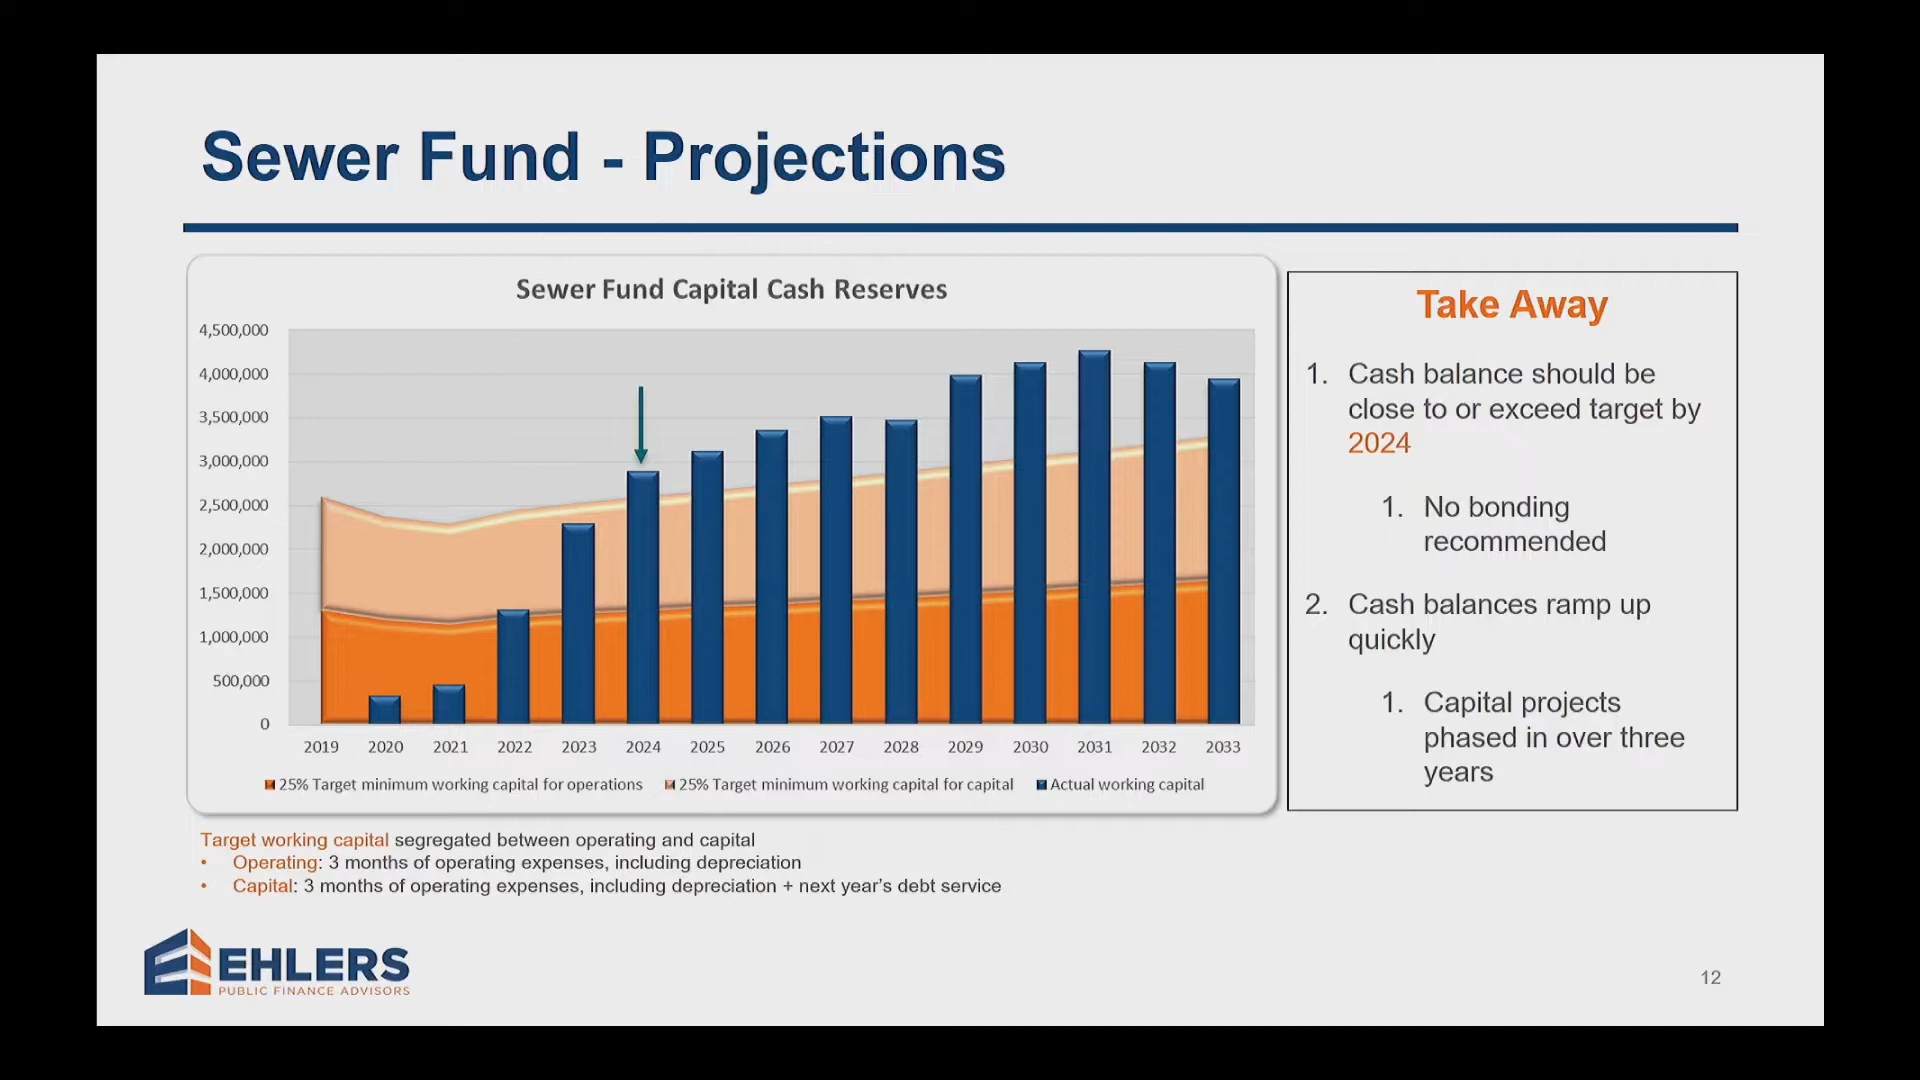 Sewer Fund - Projections
Sewer Fund Capital Cash Reserves
4,500,000
4,000,000
3,500,000
3,000,000
2,500,000
2,000,000
1,500,000
1,000,000
500,000
0
2019 2020 2021 2022 2023 2024 2025 2026 2027 2028 2029 2030 2031 2032 2033
25% Target minimum working capital for operations 25% Target minimum working capital for capital Actual working capital
Take Away
1. Cash balance should be
close to or exceed target by
2024
1. No bonding
recommended
2. Cash balances ramp up
quickly
1. Capital projects
phased in over three
years
Target working capital segregated between operating and capital
• Operating: 3 months of operating expenses, including depreciation
• Capital: 3 months of operating expenses, including depreciation + next year’s debt service
EHLERS
PUBLIC FINANCE ADVISORS
12